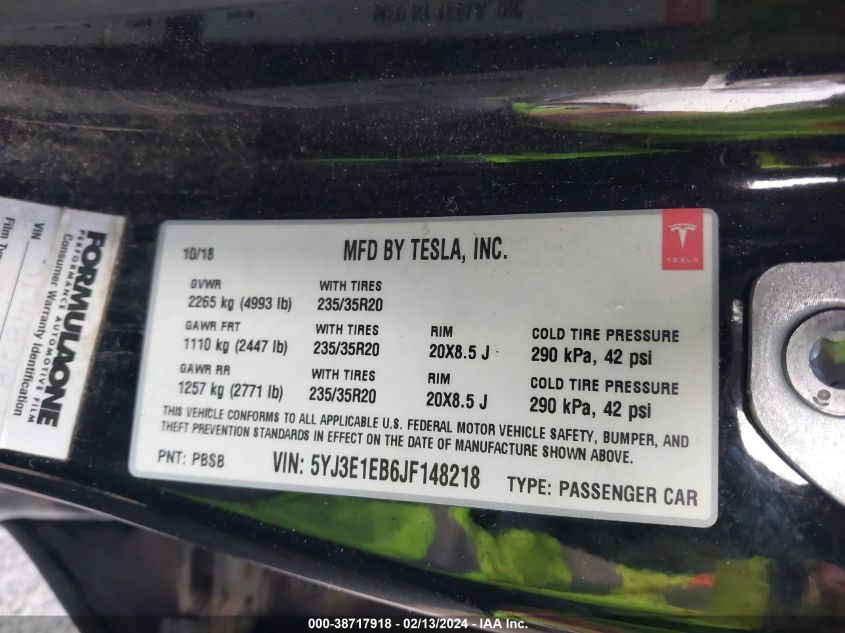 10/18
MFD BY TESLA, INC.
TESLA
GVWR WITH TIRES
2265 kg (4993 lb) 235/35R20
GAWR FRT WITH TIRES RIM COLD TIRE PRESSURE
1110 kg (2447 lb) 235/35R20 20X8.5 J 290 kPa, 42 psi
GAWR RR WITH TIRES RIM COLD TIRE PRESSURE
1257 kg (2771 lb) 235/35R20 20X8.5 J 290 kPa, 42 psi
THIS VEHICLE CONFORMS TO ALL APPLICABLE U.S. FEDERAL MOTOR VEHICLE SAFETY, BUMPER, AND
THEFT PREVENTION STANDARDS IN EFFECT ON THE DATE OF MANUFACTURE SHOWN ABOVE.
PNT: PBSB VIN: 5YJ3E1EB6JF148218 TYPE: PASSENGER CAR
FORMULAONE
PERFORMANCE AUTOMOTIVE FILM
Consumer Warranty Identification
VIN
Film
000-38717918 - 02/13/2024 - IAA Inc.